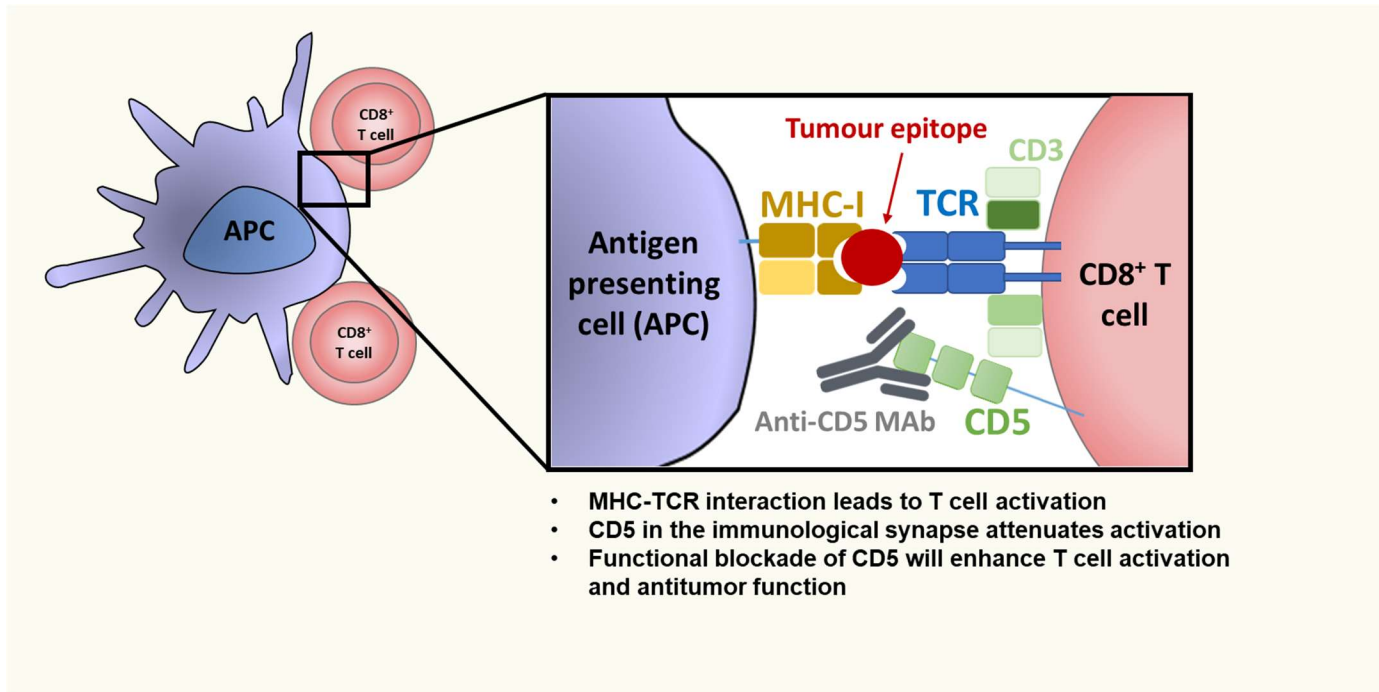 CD8⁺
T cell
APC
CD8⁺
T cell
Tumour epitope
CD3
MHC-I
TCR
Antigen
presenting
cell (APC)
CD8⁺ T
cell
Anti-CD5 MAb
CD5
• MHC-TCR interaction leads to T cell activation
• CD5 in the immunological synapse attenuates activation
• Functional blockade of CD5 will enhance T cell activation
and antitumor function